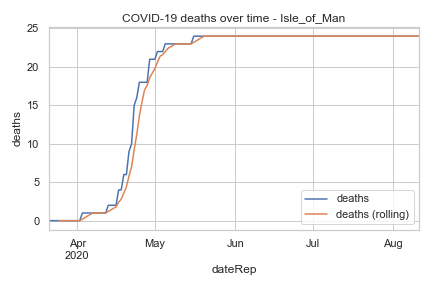 COVID-19 deaths over time - Isle_of_Man
25
20
15
10
5
0
deaths
deaths
deaths (rolling)
Apr
2020
May
Jun
Jul
Aug
dateRep